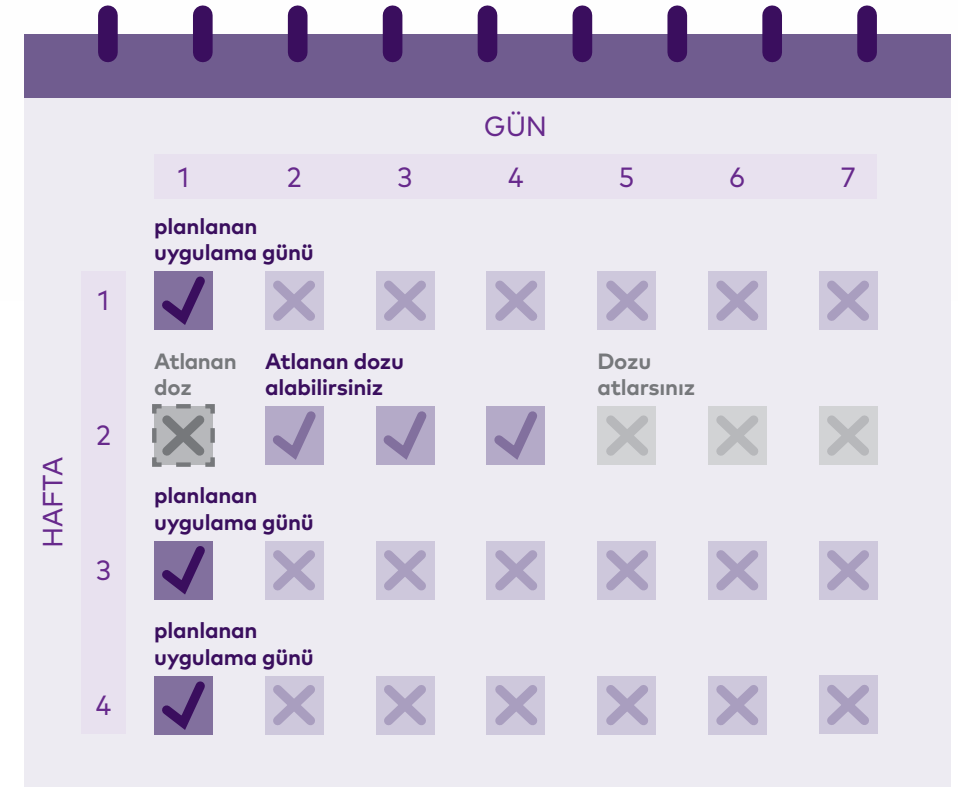 GÜN
1 2 3 4 5 6 7
planlanan
uygulama günü
1
Atlanan
doz
Atlanan dozu
alabilirsiniz
Dozu
atlarsınız
2
HAFTA
planlanan
uygulama günü
3
planlanan
uygulama günü
4